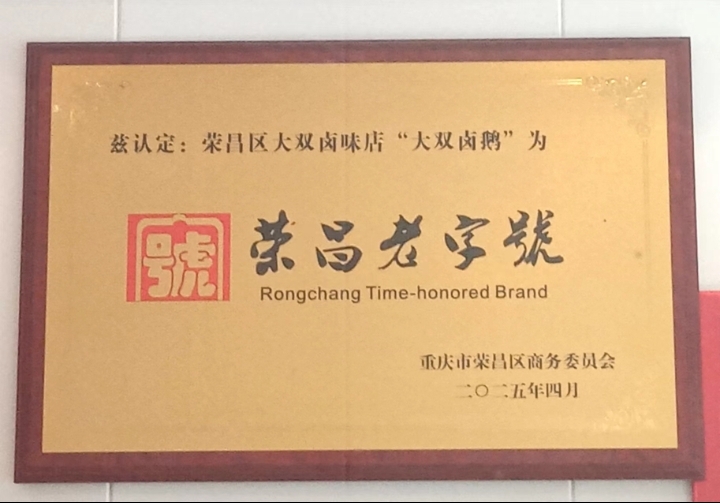 兹认定：荣昌区大双卤味店“大双卤鹅”为
號
荣昌老字號
Rongchang Time-honored Brand
重庆市荣昌区商务委员会
二〇二五年四月